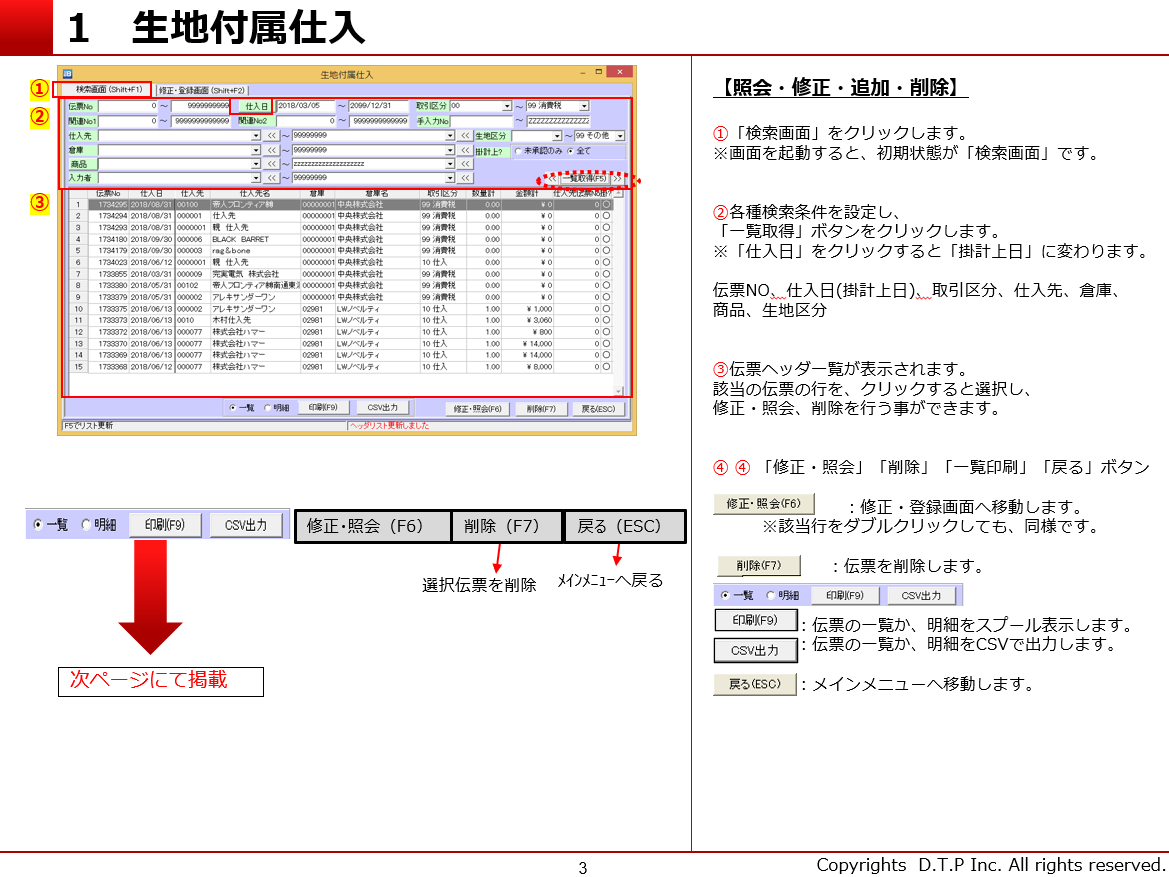 1　生地付属仕入
生地付属仕入
①
検索画面 (Shift+F1)
修正・登録画面 (Shift+F2)
②
伝票No 0 ～ 9999999999 仕入日 2018/03/05 ～ 2099/12/31 取引区分 00 ～ 99 消費税
関連No1 0 ～ 9999999999999 関連No2 0 ～ 9999999999999 手入力No ～ ZZZZZZZZZZZZZZ
仕入先 << ～ 99999999 << 生地区分 ～ 99 その他
倉庫 << ～ 99999999 << 掛計上? 未承認のみ 全て
商品 << ～ zzzzzzzzzzzzzzzzzzzz <<
入力者 << ～ 99999999 << << 一覧取得(F5) >>
③
伝票No 仕入日 仕入先 仕入先名 倉庫 倉庫名 取引区分 数量計 金額計
1 1734295 2018/08/31 00100 帝人フロンティア㈱ 00000001 中央株式会社 99 消費税 0.00 ¥ 0 0
2 1734294 2018/08/31 000001 仕入先 00000001 中央株式会社 99 消費税 0.00 ¥ 0 0
3 1734293 2018/08/31 0000001 親 仕入先 00000001 中央株式会社 99 消費税 0.00 ¥ 0 0
4 1734180 2018/09/30 000006 BLACK BARRET 00000001 中央株式会社 99 消費税 0.00 ¥ 0 0
5 1734179 2018/09/30 000003 rag&bone 00000001 中央株式会社 99 消費税 0.00 ¥ 0 0
6 1734023 2018/06/12 0000001 親 仕入先 00000001 中央株式会社 10 仕入 0.00 ¥ 0 0
7 1733855 2018/03/31 000009 完実電気 株式会社 00000001 中央株式会社 99 消費税 0.00 ¥ 0 0
8 1733380 2018/05/31 00102 帝人フロンティア㈱南通東 00000001 中央株式会社 99 消費税 0.00 ¥ 0 0
9 1733379 2018/05/31 000002 アレキサンダーワン 00000001 中央株式会社 99 消費税 0.00 ¥ 0 0
10 1733375 2018/06/13 000002 アレキサンダーワン 02981 LWノベルティ 10 仕入 1.00 ¥ 1,000 0
11 1733373 2018/06/13 0010 木村仕入先 02981 LWノベルティ 10 仕入 1.00 ¥ 3,060 0
12 1733372 2018/06/13 000077 株式会社ハマー 02981 LWノベルティ 10 仕入 1.00 ¥ 800 0
13 1733370 2018/06/13 000077 株式会社ハマー 02981 LWノベルティ 10 仕入 1.00 ¥ 14,000 0
14 1733369 2018/06/13 000077 株式会社ハマー 02981 LWノベルティ 10 仕入 1.00 ¥ 14,000 0
15 1733368 2018/06/12 000077 株式会社ハマー 02981 LWノベルティ 10 仕入 1.00 ¥ 8,000 0
一覧 明細 印刷(F9) CSV出力 修正・照会(F6) 削除(F7) 戻る(ESC)
F5でリスト更新 ヘッダリスト更新しました
一覧 明細 印刷(F9) CSV出力 修正・照会（F6） 削除（F7） 戻る（ESC）
選択伝票を削除
ﾒｲﾝﾒﾆｭｰへ戻る
次ページにて掲載
【照会・修正・追加・削除】
①「検索画面」をクリックします。
※画面を起動すると、初期状態が「検索画面」です。
②各種検索条件を設定し、
「一覧取得」ボタンをクリックします。
※「仕入日」をクリックすると「掛計上日」に変わります。
伝票NO、仕入日(掛計上日)、取引区分、仕入先、倉庫、
商品、生地区分
③伝票ヘッダ一覧が表示されます。
該当の伝票の行を、クリックすると選択し、
修正・照会、削除を行う事ができます。
④ ④ 「修正・照会」「削除」「一覧印刷」「戻る」ボタン
修正・照会(F6) ：修正・登録画面へ移動します。
※該当行をダブルクリックしても、同様です。
削除(F7) ：伝票を削除します。
一覧 明細 印刷(F9) CSV出力
印刷(F9) ：伝票の一覧か、明細をスプール表示します。
CSV出力 ：伝票の一覧か、明細をCSVで出力します。
戻る(ESC) ：メインメニューへ移動します。
3
Copyrights D.T.P Inc. All rights reserved.